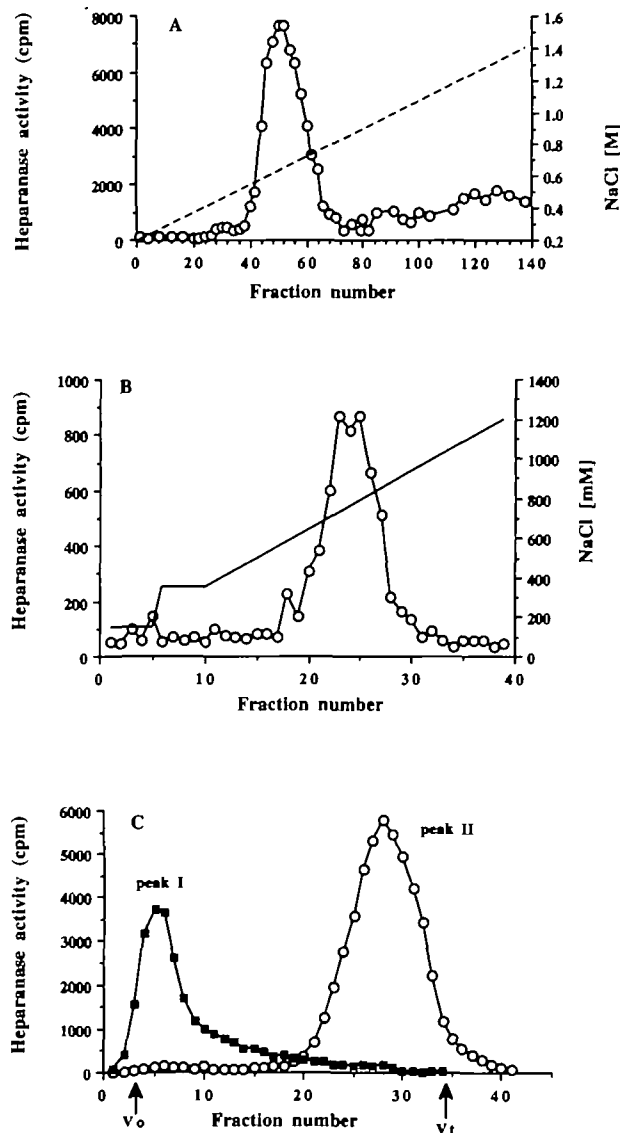 A
Heparanase activity (cpm)
8000
6000
4000
2000
0
1.6
1.4
1.2
1.0
0.8
0.6
0.4
0.2
NaCl [M]
0 20 40 60 80 100 120 140
Fraction number
B
Heparanase activity (cpm)
1000
800
600
400
200
0
1400
1200
1000
800
600
400
200
0
NaCl [mM]
0 10 20 30 40
Fraction number
C
Heparanase activity (cpm)
6000
5000
4000
3000
2000
1000
0
peak I
peak II
0 10 20 30 40
Vo Fraction number Vt